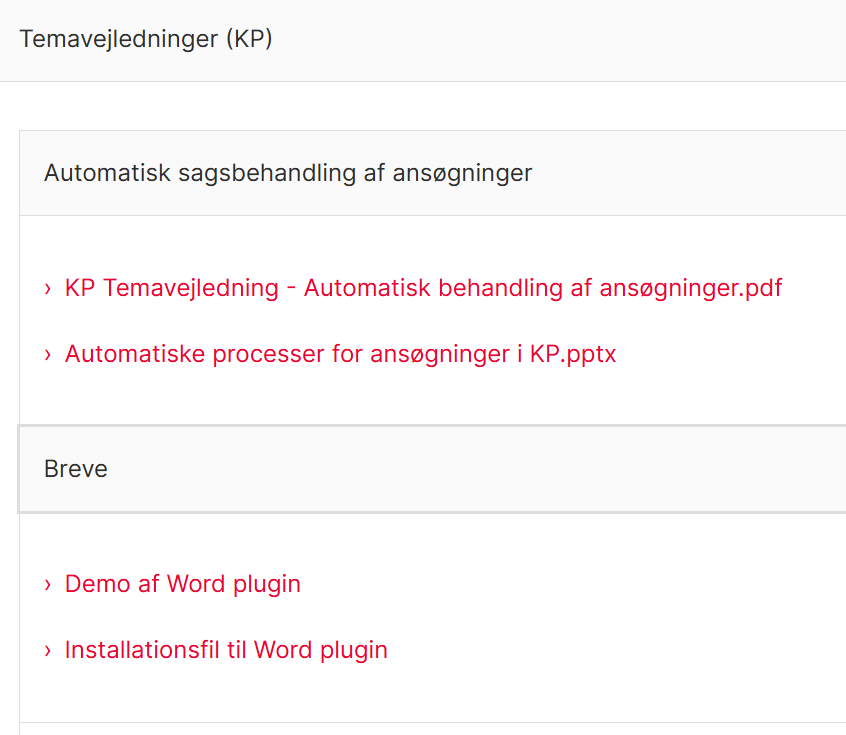 Temavejledninger (KP)
Automatisk sagsbehandling af ansøgninger
› KP Temavejledning - Automatisk behandling af ansøgninger.pdf
› Automatiske processer for ansøgninger i KP.pptx
Breve
› Demo af Word plugin
› Installationsfil til Word plugin